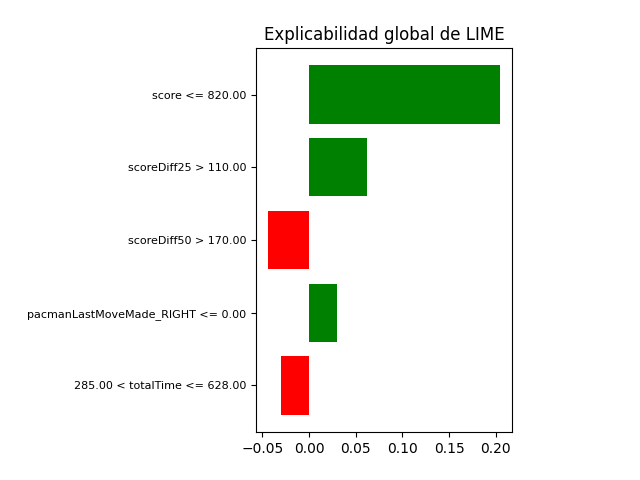 Explicabilidad global de LIME
score <= 820.00
scoreDiff25 > 110.00
scoreDiff50 > 170.00
pacmanLastMoveMade_RIGHT <= 0.00
285.00 < totalTime <= 628.00
−0.05 0.00 0.05 0.10 0.15 0.20